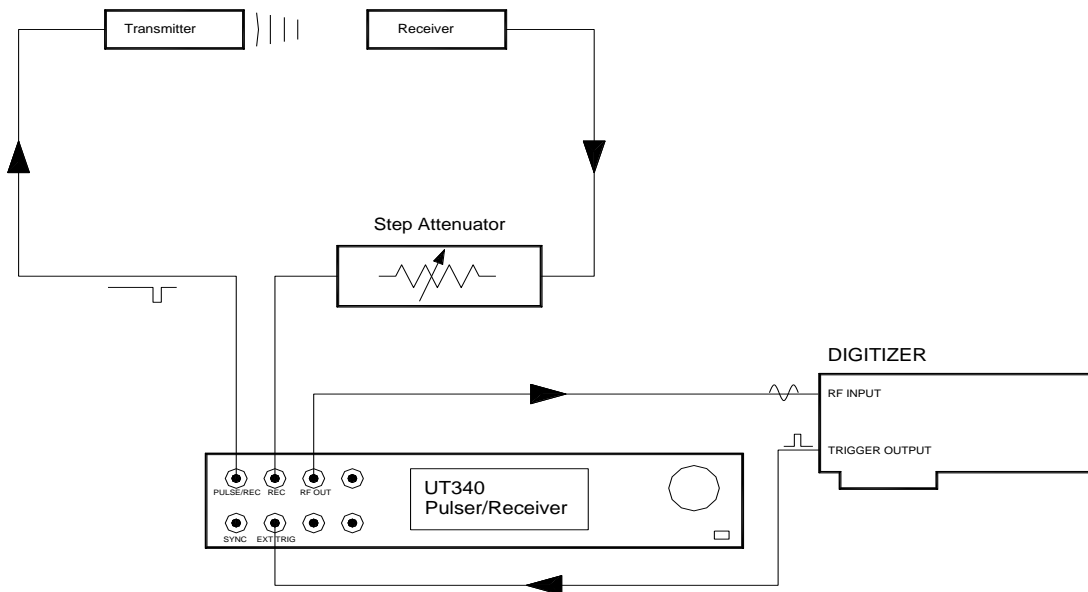 Transmitter
Receiver
Step Attenuator
DIGITIZER
RF INPUT
TRIGGER OUTPUT
PULSE/REC
REC
RF OUT
UT340
Pulser/Receiver
SYNC
EXT TRIG